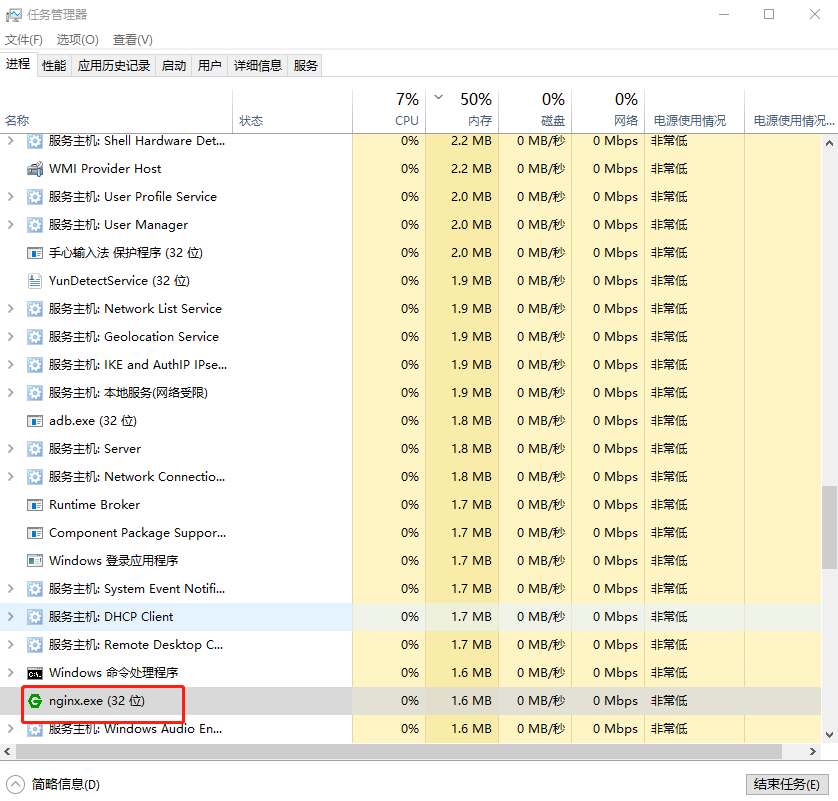 任务管理器
文件(F) 选项(O) 查看(V)
进程 性能 应用历史记录 启动 用户 详细信息 服务
7% 50% 0% 0%
名称 状态 CPU 内存 磁盘 网络 电源使用情况 电源使用情况...
服务主机: Shell Hardware Det... 0% 2.2 MB 0 MB/秒 0 Mbps 非常低
WMI Provider Host 0% 2.2 MB 0 MB/秒 0 Mbps 非常低
服务主机: User Profile Service 0% 2.0 MB 0 MB/秒 0 Mbps 非常低
服务主机: User Manager 0% 2.0 MB 0 MB/秒 0 Mbps 非常低
手心输入法 保护程序 (32 位) 0% 2.0 MB 0 MB/秒 0 Mbps 非常低
YunDetectService (32 位) 0% 1.9 MB 0 MB/秒 0 Mbps 非常低
服务主机: Network List Service 0% 1.9 MB 0 MB/秒 0 Mbps 非常低
服务主机: Geolocation Service 0% 1.9 MB 0 MB/秒 0 Mbps 非常低
服务主机: IKE and AuthIP IPse... 0% 1.9 MB 0 MB/秒 0 Mbps 非常低
服务主机: 本地服务(网络受限) 0% 1.9 MB 0 MB/秒 0 Mbps 非常低
adb.exe (32 位) 0% 1.8 MB 0 MB/秒 0 Mbps 非常低
服务主机: Server 0% 1.8 MB 0 MB/秒 0 Mbps 非常低
服务主机: Network Connectio... 0% 1.8 MB 0 MB/秒 0 Mbps 非常低
Runtime Broker 0% 1.7 MB 0 MB/秒 0 Mbps 非常低
Component Package Suppor... 0% 1.7 MB 0 MB/秒 0 Mbps 非常低
Windows 登录应用程序 0% 1.7 MB 0 MB/秒 0 Mbps 非常低
服务主机: System Event Notifi... 0% 1.7 MB 0 MB/秒 0 Mbps 非常低
服务主机: DHCP Client 0% 1.7 MB 0 MB/秒 0 Mbps 非常低
服务主机: Remote Desktop C... 0% 1.7 MB 0 MB/秒 0 Mbps 非常低
Windows 命令处理程序 0% 1.6 MB 0 MB/秒 0 Mbps 非常低
nginx.exe (32 位) 0% 1.6 MB 0 MB/秒 0 Mbps 非常低
服务主机: Windows Audio En... 0% 1.6 MB 0 MB/秒 0 Mbps 非常低
简略信息(D) 结束任务(E)